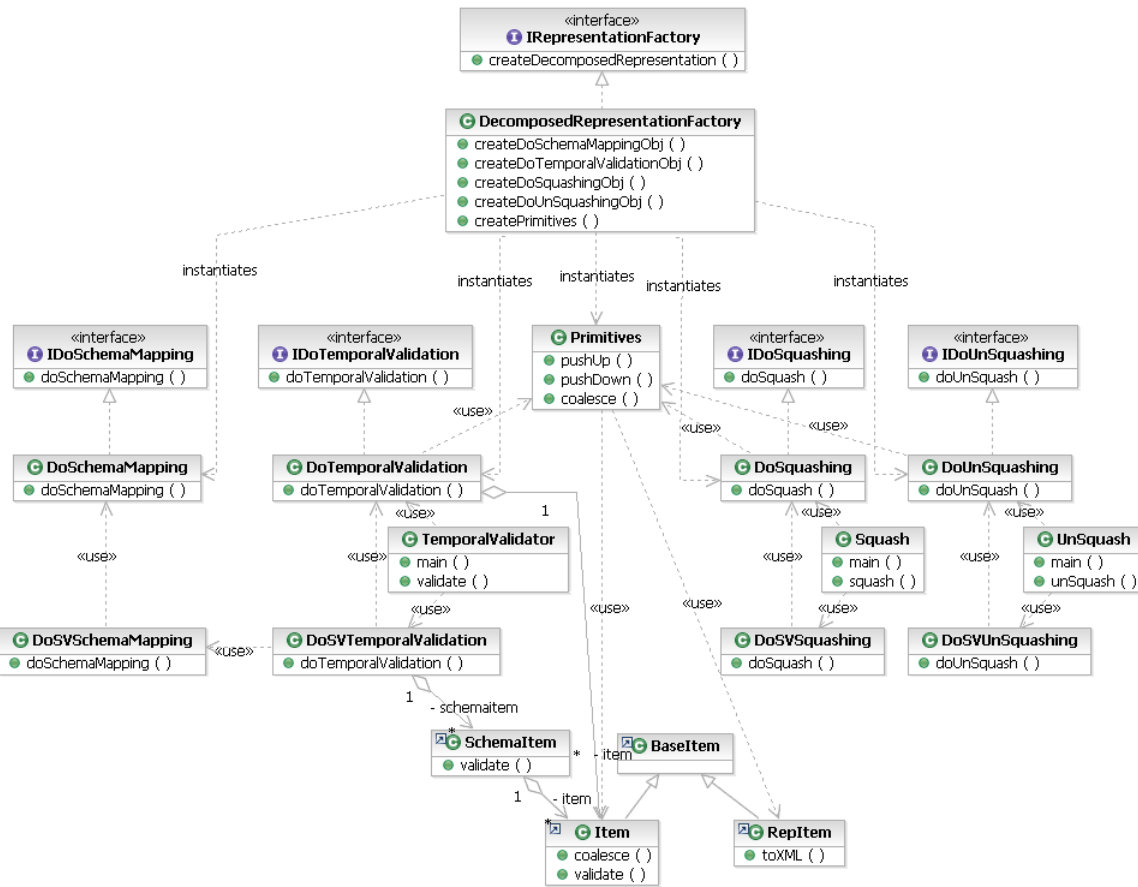 «interface»
IRepresentationFactory
createDecomposedRepresentation ( )
DecomposedRepresentationFactory
createDoSchemaMappingObj ( )
createDoTemporalValidationObj ( )
createDoSquashingObj ( )
createDoUnSquashingObj ( )
createPrimitives ( )
instantiates
instantiates
instantiates
instantiates
instantiates
«interface»
IDoSchemaMapping
doSchemaMapping ( )
«interface»
IDoTemporalValidation
doTemporalValidation ( )
Primitives
pushUp ( )
pushDown ( )
coalesce ( )
«interface»
IDoSquashing
doSquash ( )
«interface»
IDoUnSquashing
doUnSquash ( )
«use»
«use»
«use»
DoSchemaMapping
doSchemaMapping ( )
DoTemporalValidation
doTemporalValidation ( )
DoSquashing
doSquash ( )
DoUnSquashing
doUnSquash ( )
1
«use»
«use»
«use»
TemporalValidator
main ( )
validate ( )
Squash
main ( )
squash ( )
UnSquash
main ( )
unSquash ( )
«use»
«use»
«use»
«use»
«use»
«use»
«use»
«use»
«use»
DoSVSchemaMapping
doSchemaMapping ( )
«use»
DoSVTemporalValidation
doTemporalValidation ( )
DoSVSquashing
doSquash ( )
DoSVUnSquashing
doUnSquash ( )
1
- schemaitem
*
SchemaItem
validate ( )
* - item
BaseItem
1
- item
*
Item
coalesce ( )
validate ( )
RepItem
toXML ( )